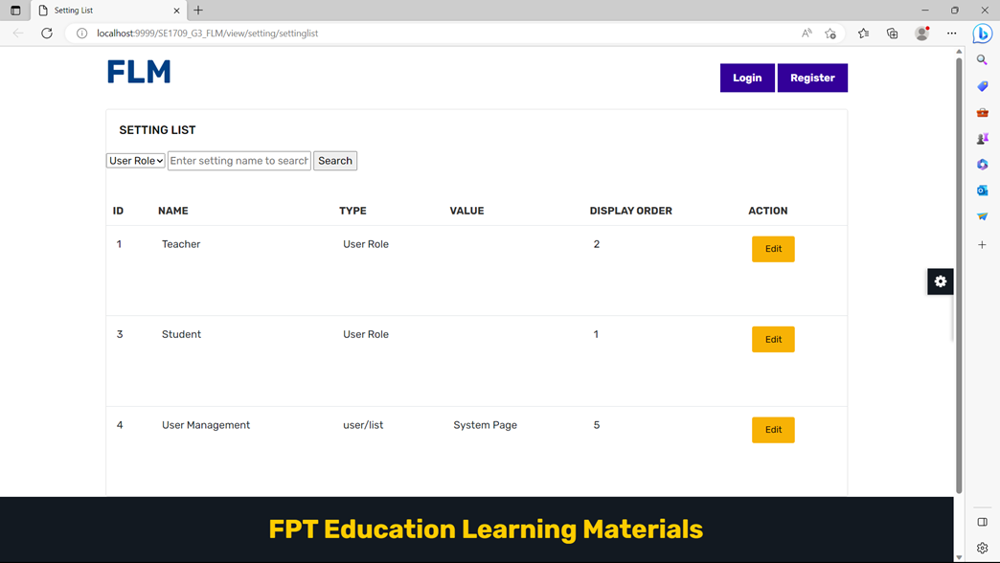 Setting List
localhost:9999/SE1709_G3_FLM/view/setting/settinglist
FLM
Login
Register
SETTING LIST
User Role
Enter setting name to search
Search
ID NAME TYPE VALUE DISPLAY ORDER ACTION
1 Teacher User Role 2 Edit
3 Student User Role 1 Edit
4 User Management user/list System Page 5 Edit
FPT Education Learning Materials